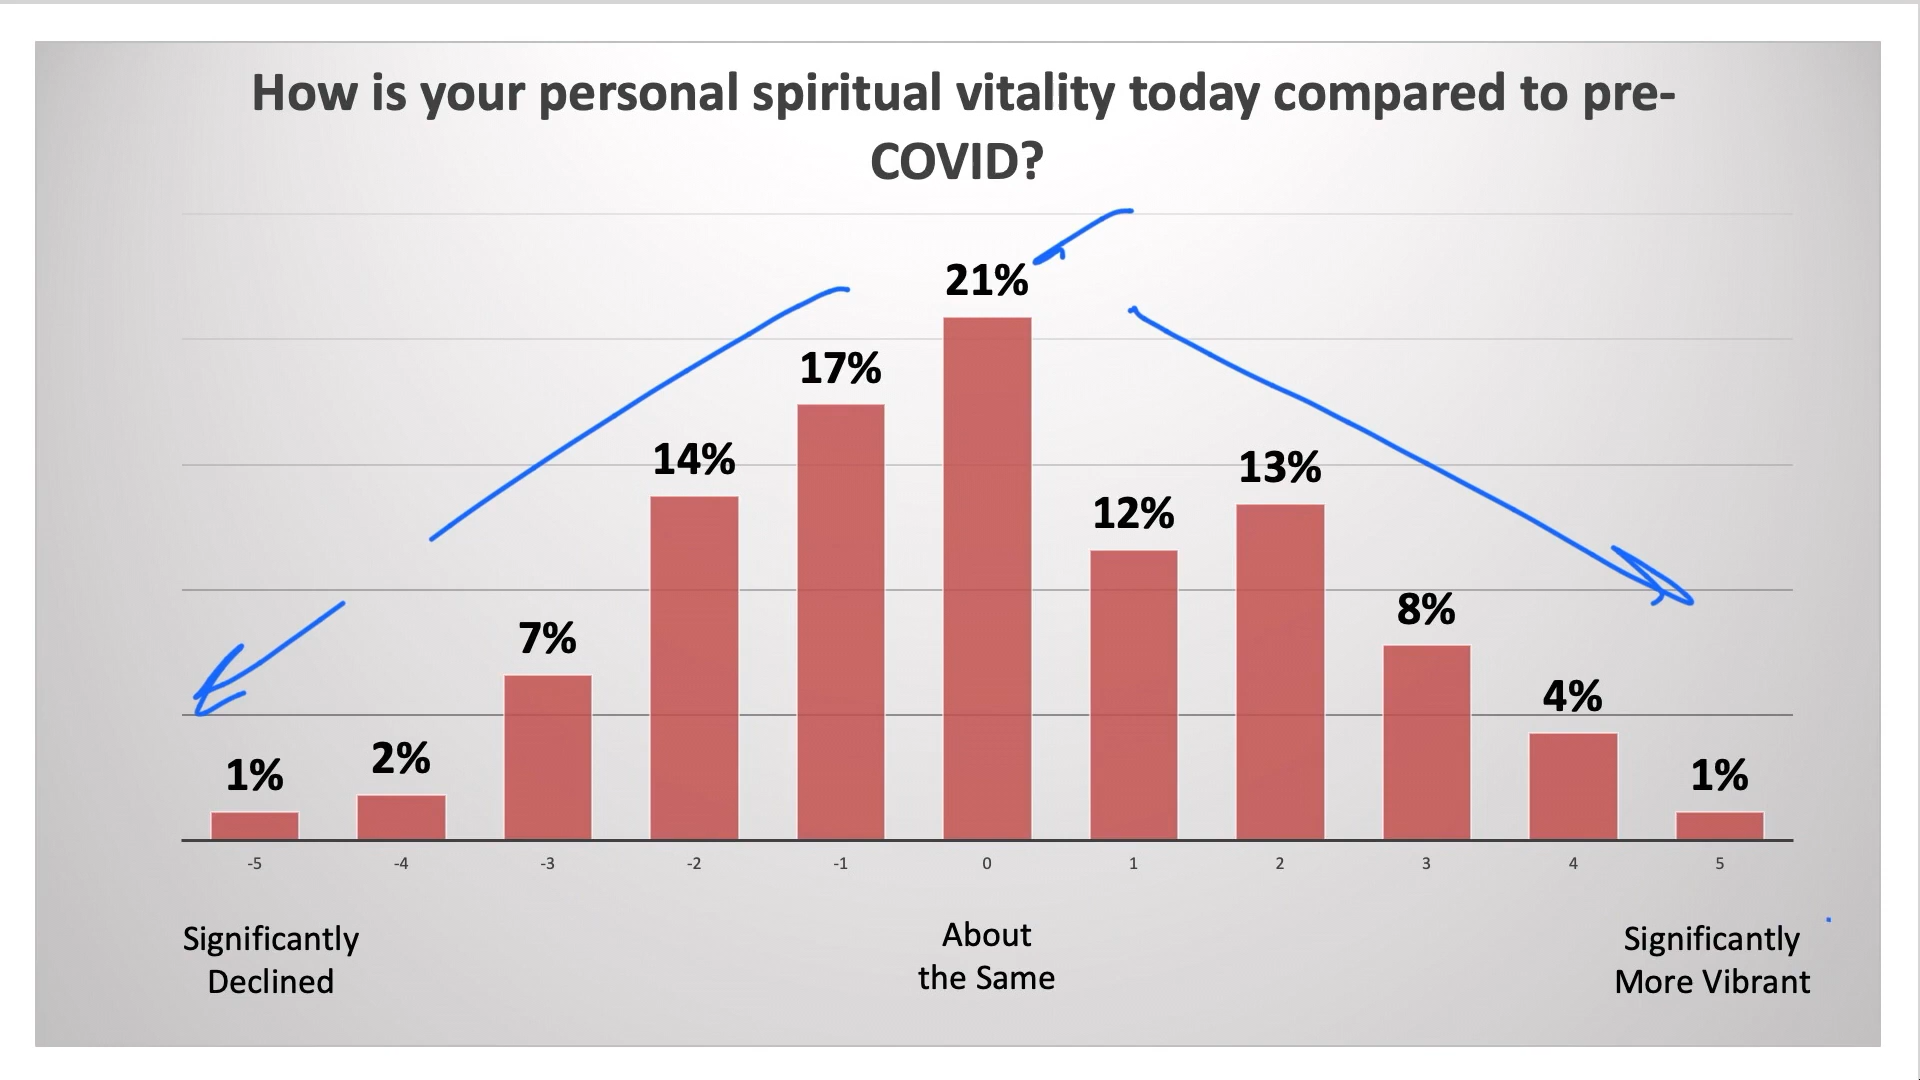 How is your personal spiritual vitality today compared to pre-
COVID?
21%
17%
14%
13%
12%
8%
7%
4%
2%
1%
1%
-5 -4 -3 -2 -1 0 1 2 3 4 5
Significantly
Declined
About
the Same
Significantly
More Vibrant